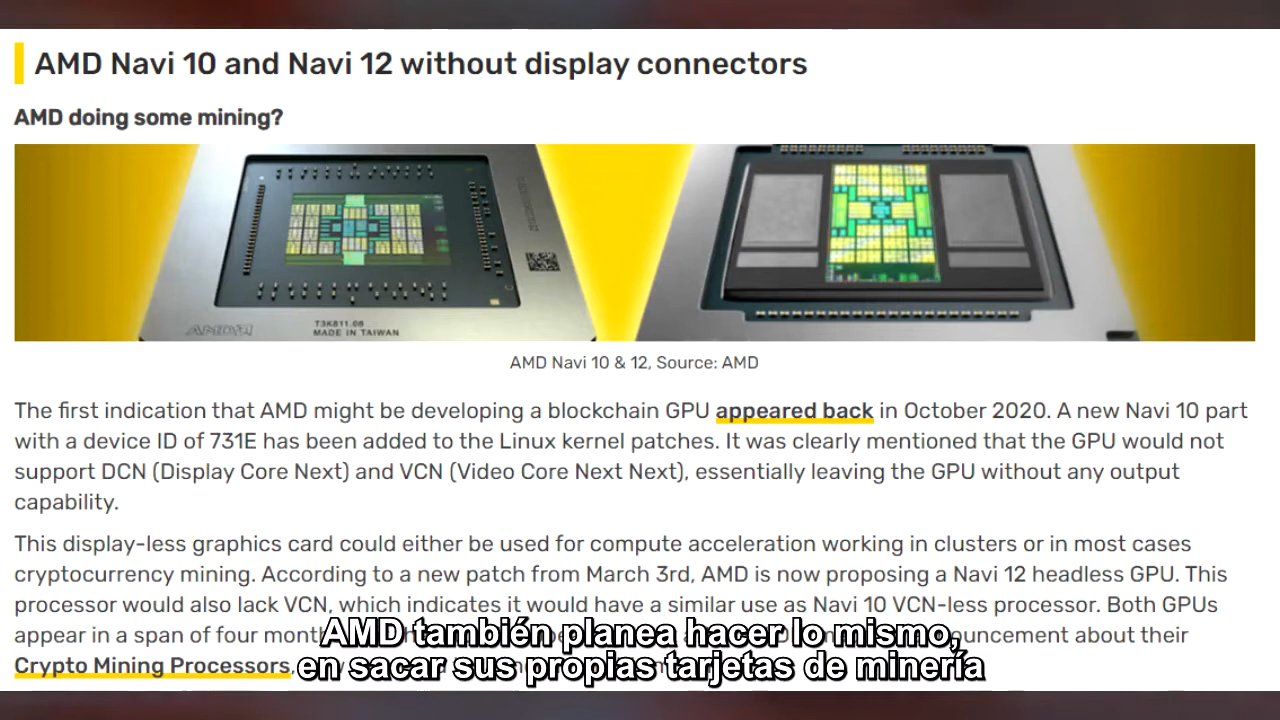 AMD Navi 10 and Navi 12 without display connectors
AMD doing some mining?
AMD
T3K811.08
MADE IN TAIWAN
AMD Navi 10 & 12, Source: AMD
The first indication that AMD might be developing a blockchain GPU appeared back in October 2020. A new Navi 10 part
with a device ID of 731E has been added to the Linux kernel patches. It was clearly mentioned that the GPU would not
support DCN (Display Core Next) and VCN (Video Core Next Next), essentially leaving the GPU without any output
capability.
This display-less graphics card could either be used for compute acceleration working in clusters or in most cases
cryptocurrency mining. According to a new patch from March 3rd, AMD is now proposing a Navi 12 headless GPU. This
processor would also lack VCN, which indicates it would have a similar use as Navi 10 VCN-less processor. Both GPUs
appear in a span of four about their
Crypto Mining Processors,
AMD también planea hacer lo mismo,
en sacar sus propias tarjetas de minería